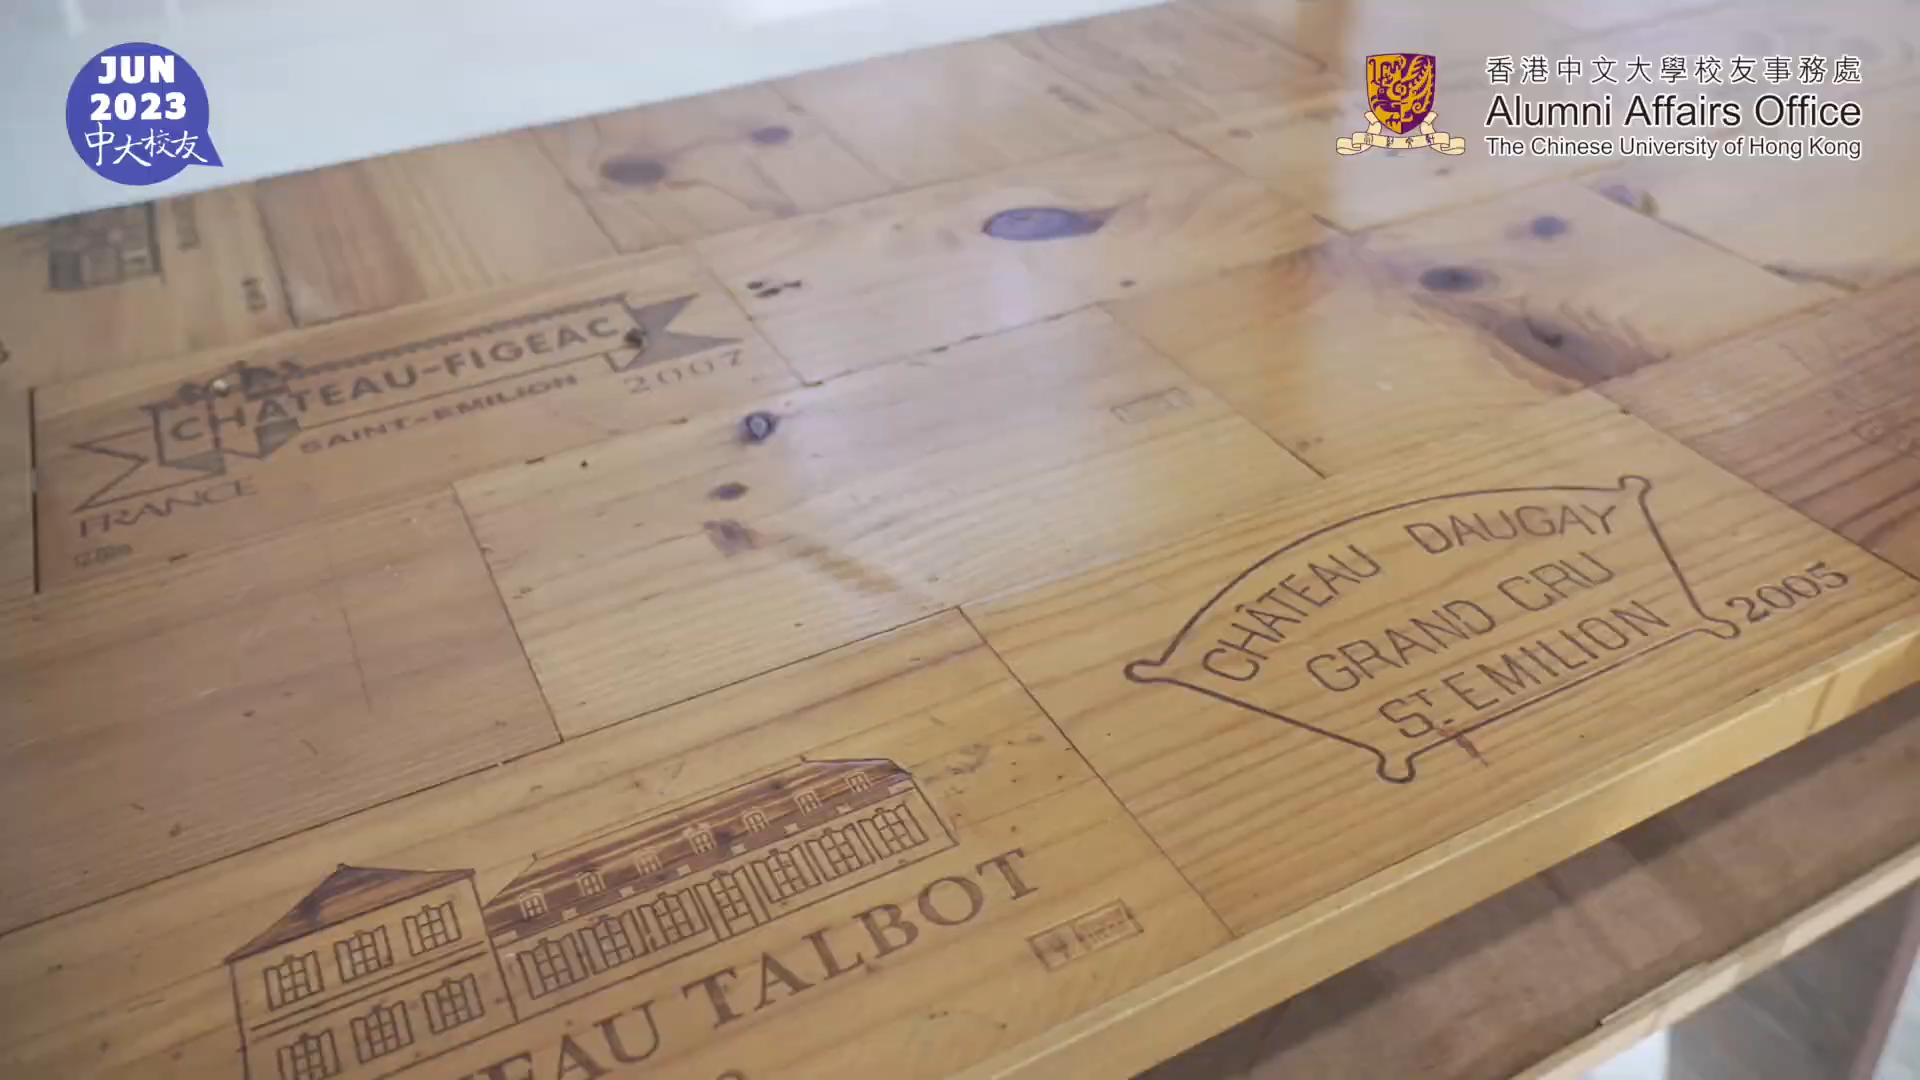 JUN
2023
中大校友
香港中文大學校友事務處
Alumni Affairs Office
The Chinese University of Hong Kong
CHATEAU-FIGEAC
SAINT-EMILION
2007
FRANCE
CHÂTEAU DAUGAY
GRAND CRU
ST EMILION
2005
EAU TALBOT